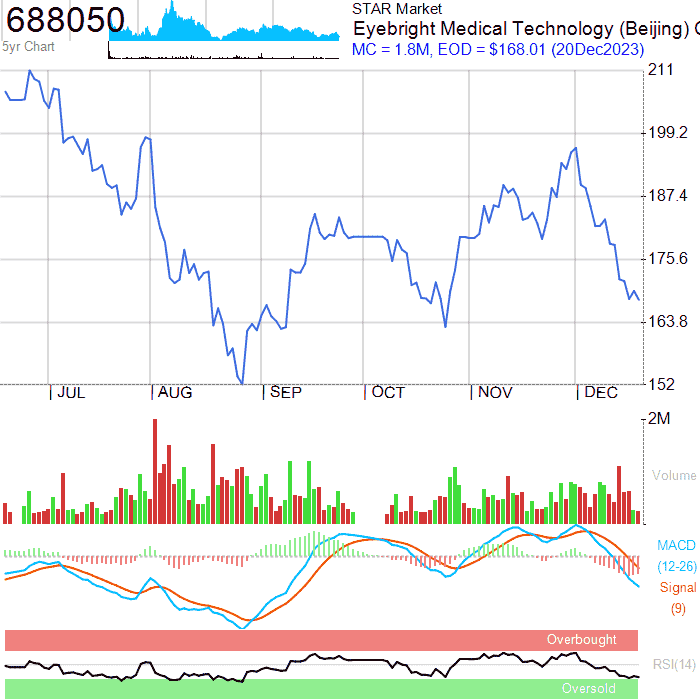 688050
5yr Chart
STAR Market
Eyebright Medical Technology (Beijing) C
MC = 1.8M, EOD = $168.01 (20Dec2023)
211
199.2
187.4
175.6
163.8
152
JUL AUG SEP OCT NOV DEC
2M
Volume
MACD
(12-26)
Signal
(9)
Overbought
RSI(14)
Oversold